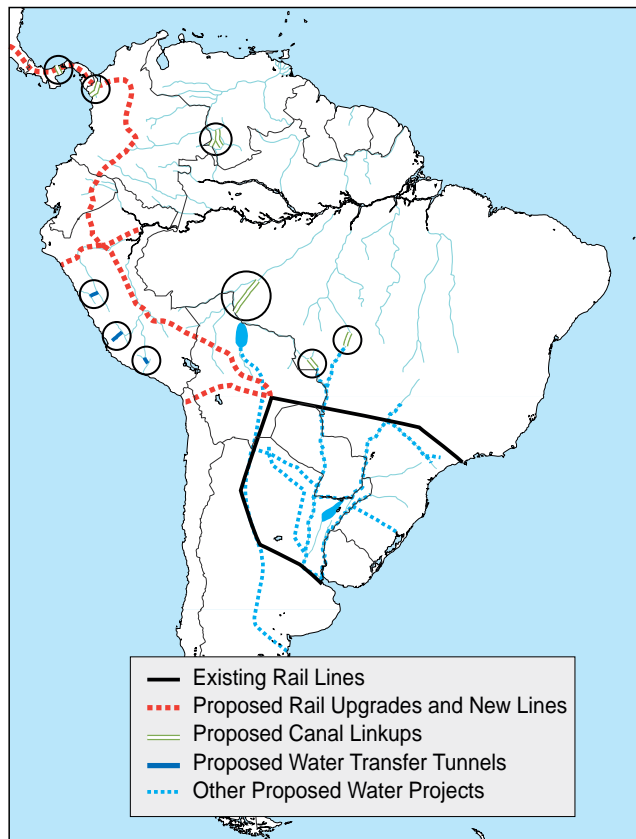 Existing Rail Lines
Proposed Rail Upgrades and New Lines
Proposed Canal Linkups
Proposed Water Transfer Tunnels
Other Proposed Water Projects